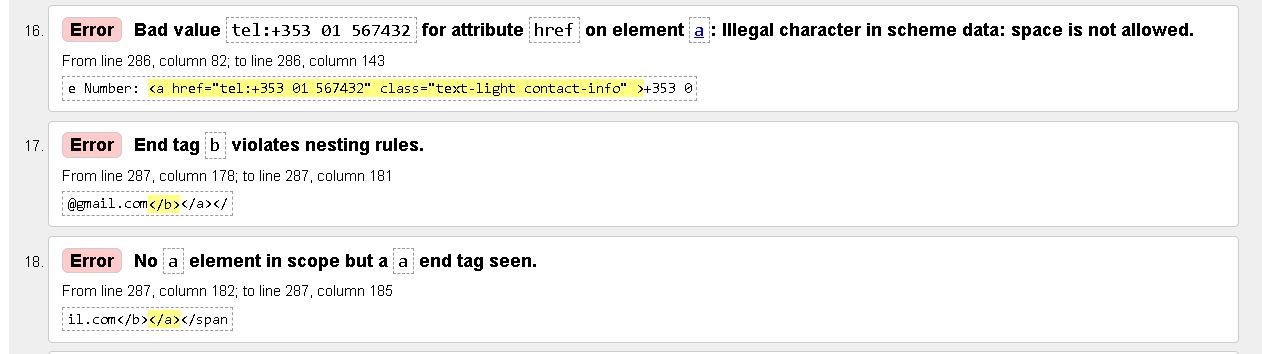 16. Error Bad value tel:+353 01 567432 for attribute href on element a: Illegal character in scheme data: space is not allowed.
From line 286, column 82; to line 286, column 143
e Number: <a href="tel:+353 01 567432" class="text-light contact-info" >+353 0
17. Error End tag b violates nesting rules.
From line 287, column 178; to line 287, column 181
@gmail.com</b></a></
18. Error No a element in scope but a a end tag seen.
From line 287, column 182; to line 287, column 185
il.com</b></a></span